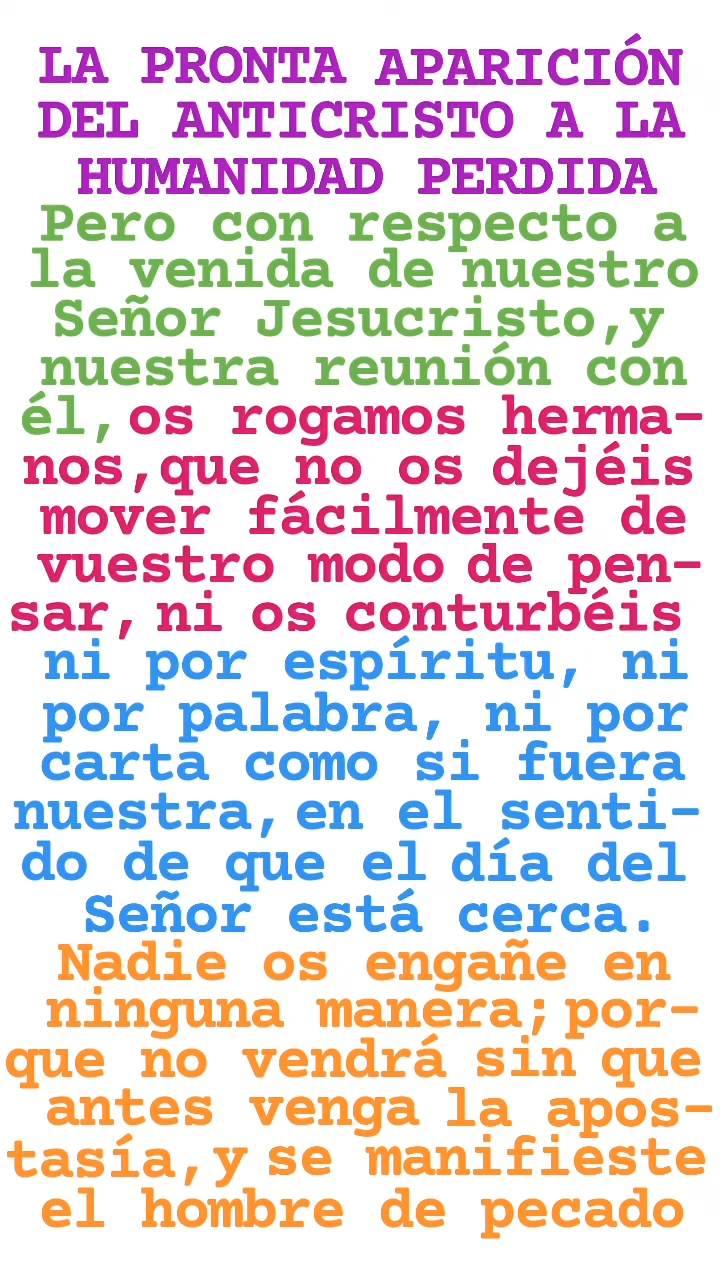 LA PRONTA APARICIÓN
DEL ANTICRISTO A LA
HUMANIDAD PERDIDA
Pero con respecto a
la venida de nuestro
Señor Jesucristo,y
nuestra reunión con
él,os rogamos herma-
nos,que no os dejéis
mover fácilmente de
vuestro modo de pen-
sar, ni os conturbéis
ni por espíritu, ni
por palabra, ni por
carta como si fuera
nuestra,en el senti-
do de que el día del
Señor está cerca.
Nadie os engañe en
ninguna manera;por-
que no vendrá sin que
antes venga la apos-
tasía,y se manifieste
el hombre de pecado